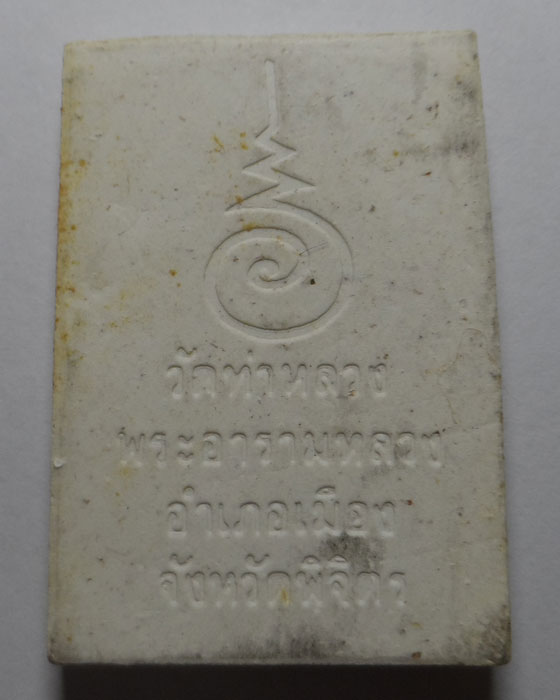 วัดท่าหลวง
พระอารามหลวง
อำเภอเมือง
จังหวัดพิจิตร